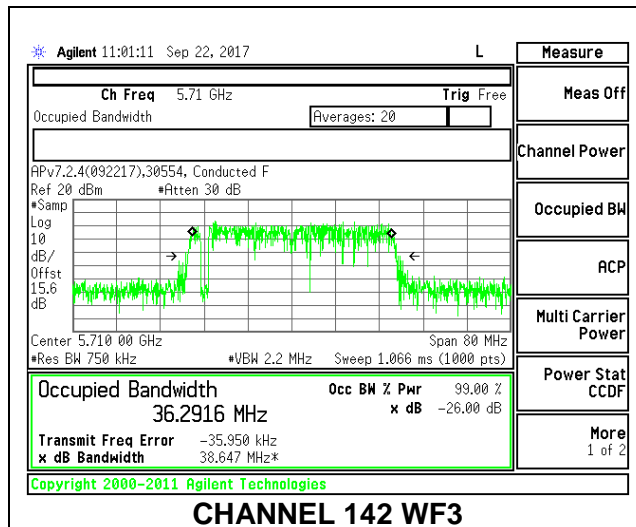 Agilent 11:01:11 Sep 22, 2017 L
Measure
Ch Freq 5.71 GHz Trig Free
Meas Off
Occupied Bandwidth Averages: 20
Channel Power
APv7.2.4(092217),30554, Conducted F
Ref 20 dBm #Atten 30 dB
#Samp
Log
10
dB/
Offst
15.6
dB
Occupied BW
ACP
Center 5.710 00 GHz Span 80 MHz
#Res BW 750 kHz #VBW 2.2 MHz Sweep 1.066 ms (1000 pts)
Multi Carrier
Power
Occupied Bandwidth Occ BW % Pwr 99.00 %
36.2916 MHz x dB -26.00 dB
Transmit Freq Error -35.950 kHz
x dB Bandwidth 38.647 MHz*
Power Stat
CCDF
More
1 of 2
Copyright 2000-2011 Agilent Technologies
CHANNEL 142 WF3